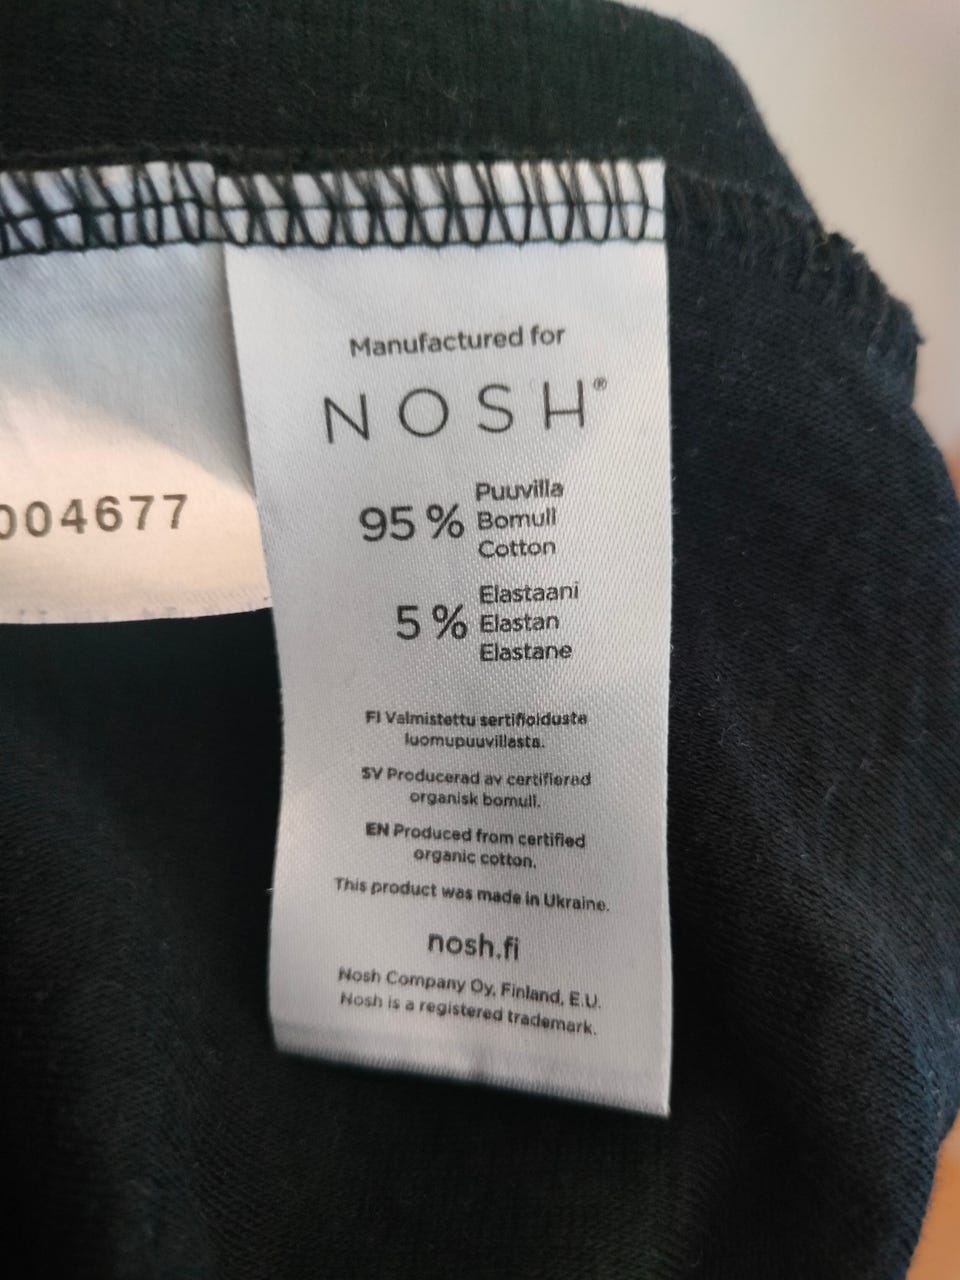 Manufactured for
NOSH®
95 % Puuvilla
Bomull
Cotton
5 % Elastaani
Elastan
Elastane
FI Valmistettu sertifioidusta
luomupuuvillasta.
SV Producerad av certifierad
organisk bomull.
EN Produced from certified
organic cotton.
This product was made in Ukraine.
nosh.fi
Nosh Company Oy, Finland, E.U.
Nosh is a registered trademark.
004677